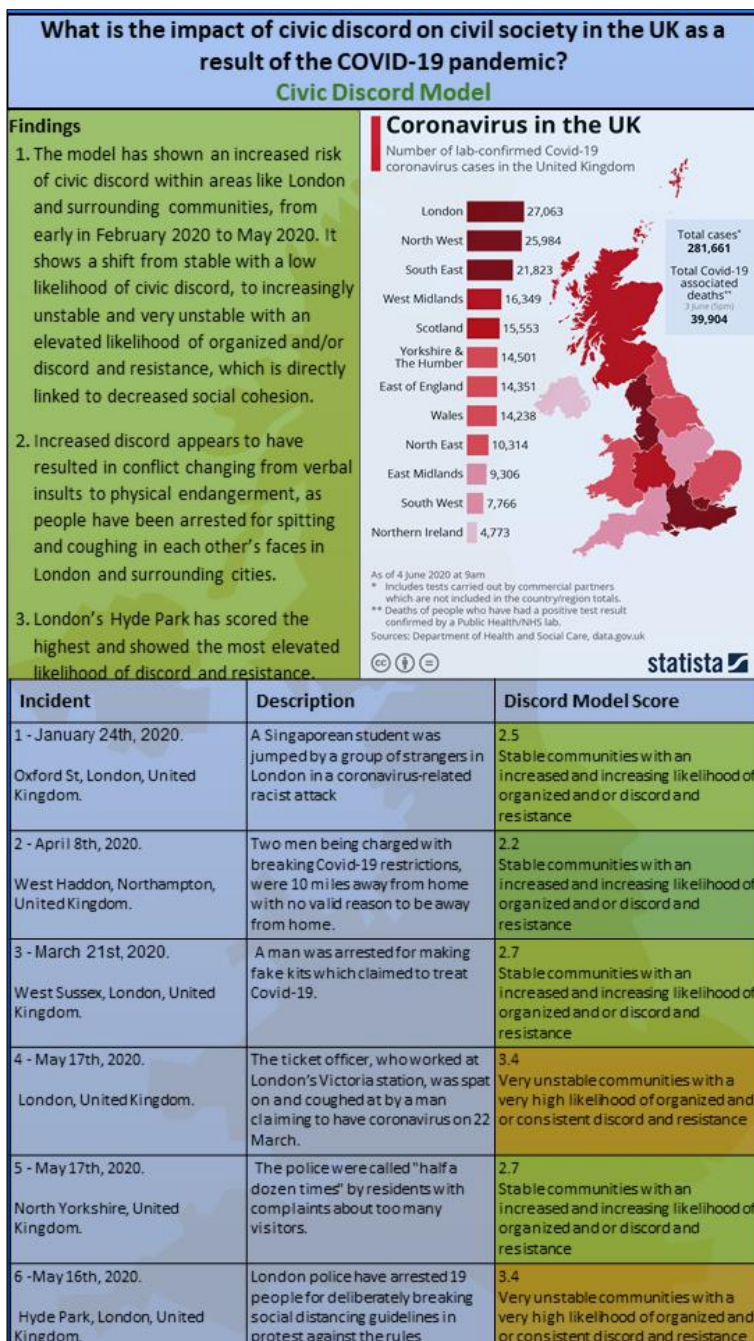 What is the impact of civic discord on civil society in the UK as a
result of the COVID-19 pandemic?
Civic Discord Model
Findings
1. The model has shown an increased risk
of civic discord within areas like London
and surrounding communities, from
early in February 2020 to May 2020. It
shows a shift from stable with a low
likelihood of civic discord, to increasingly
unstable and very unstable with an
elevated likelihood of organized and/or
discord and resistance, which is directly
linked to decreased social cohesion.
2. Increased discord appears to have
resulted in conflict changing from verbal
insults to physical endangerment, as
people have been arrested for spitting
and coughing in each other's faces in
London and surrounding cities.
3. London's Hyde Park has scored the
highest and showed the most elevated
likelihood of discord and resistance.
Coronavirus in the UK
Number of lab-confirmed Covid-19
coronavirus cases in the United Kingdom
London 27,063
North West 25,984
South East 21,823
West Midlands 16,349
Scotland 15,553
Yorkshire &
The Humber 14,501
East of England 14,351
Wales 14,238
North East 10,314
East Midlands 9,306
South West 7,766
Northern Ireland 4,773
Total cases*
281,661
Total Covid-19
associated
deaths**
3 June (5pm)
39,904
As of 4 June 2020 at 9am
* Includes tests carried out by commercial partners
which are not included in the country/region totals.
** Deaths of people who have had a positive test result
confirmed by a Public Health/NHS lab.
Sources: Department of Health and Social Care, data.gov.uk
cc
statista
Incident Description Discord Model Score
1 - January 24th, 2020.
Oxford St, London, United
Kingdom.
A Singaporean student was
jumped by a group of strangers in
London in a coronavirus-related
racist attack
2.5
Stable communities with an
increased and increasing likelihood of
organized and or discord and
resistance
2 - April 8th, 2020.
West Haddon, Northampton,
United Kingdom.
Two men being charged with
breaking Covid-19 restrictions,
were 10 miles away from home
with no valid reason to be away
from home.
2.2
Stable communities with an
increased and increasing likelihood of
organized and or discord and
resistance
3 - March 21st, 2020.
West Sussex, London, United
Kingdom.
A man was arrested for making
fake kits which claimed to treat
Covid-19.
2.7
Stable communities with an
increased and increasing likelihood of
organized and or discord and
resistance
4 - May 17th, 2020.
London, United Kingdom.
The ticket officer, who worked at
London's Victoria station, was spat
on and coughed at by a man
claiming to have coronavirus on 22
March.
3.4
Very unstable communities with a
very high likelihood of organized and
or consistent discord and resistance
5 - May 17th, 2020.
North Yorkshire, United
Kingdom.
The police were called "half a
dozen times" by residents with
complaints about too many
visitors.
2.7
Stable communities with an
increased and increasing likelihood of
organized and or discord and
resistance
6 -May 16th, 2020.
Hyde Park, London, United
Kingdom.
London police have arrested 19
people for deliberately breaking
social distancing guidelines in
protest against the rules
3.4
Very unstable communities with a
very high likelihood of organized and
or consistent discord and resistance